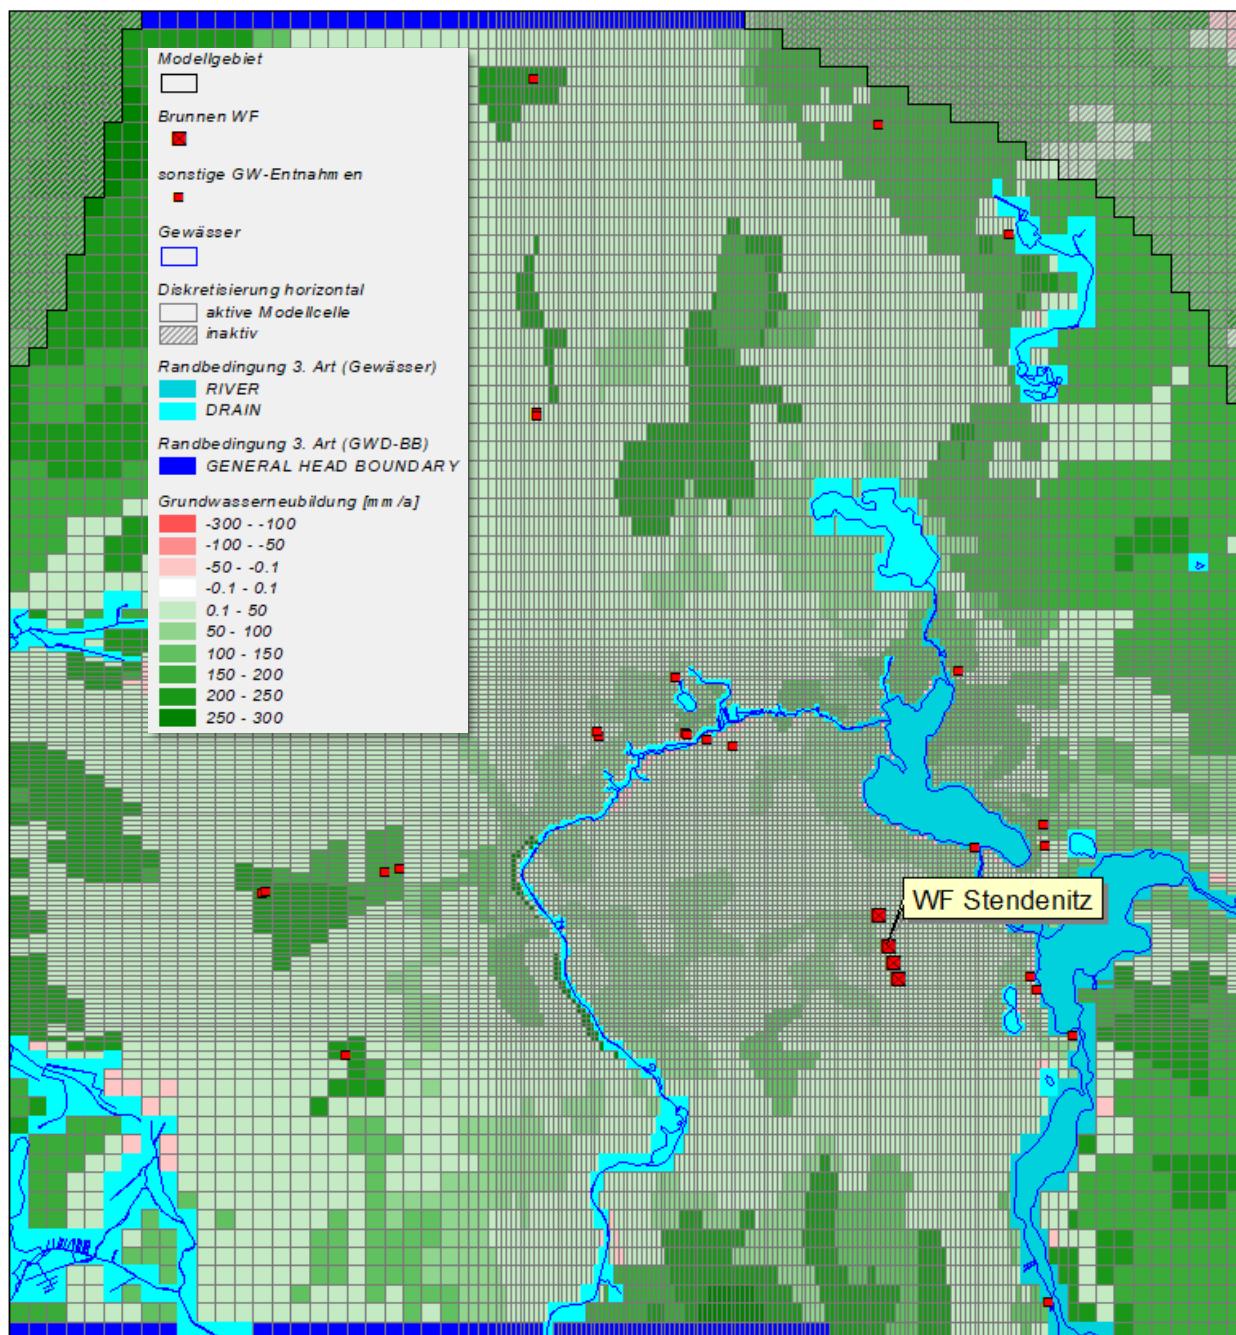 Modellgebiet
Brunnen WF
sonstige GW-Entnahmen
Gewässer
Diskretisierung horizontal
aktive Modellcelle
inaktiv
Randbedingung 3. Art (Gewässer)
RIVER
DRAIN
Randbedingung 3. Art (GWD-BB)
GENERAL HEAD BOUNDARY
Grundwasserneubildung [mm/a]
-300 - -100
-100 - -50
-50 - -0.1
-0.1 - 0.1
0.1 - 50
50 - 100
100 - 150
150 - 200
200 - 250
250 - 300
WF Stendenitz